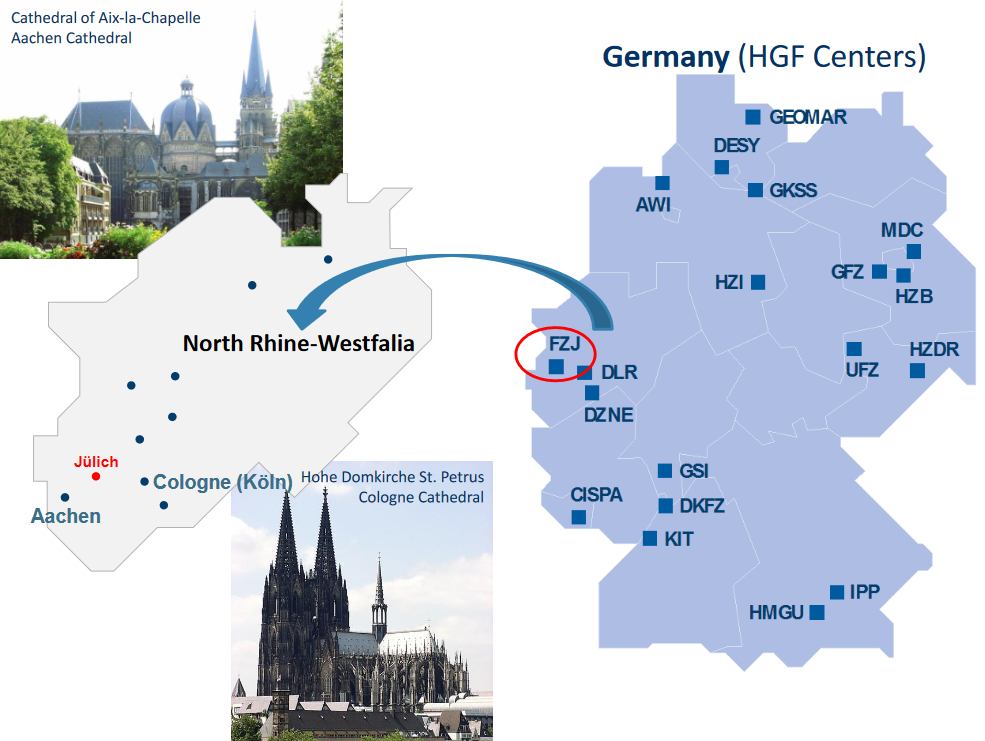 Cathedral of Aix-la-Chapelle
Aachen Cathedral
Germany (HGF Centers)
GEOMAR
DESY
GKSS
AWI
MDC
GFZ
HZB
HZI
North Rhine-Westfalia
FZJ
DLR
DZNE
UFZ
HZDR
Jülich
Cologne (Köln)
Aachen
Hohe Domkirche St. Petrus
Cologne Cathedral
GSI
CISPA
DKFZ
KIT
IPP
HMGU